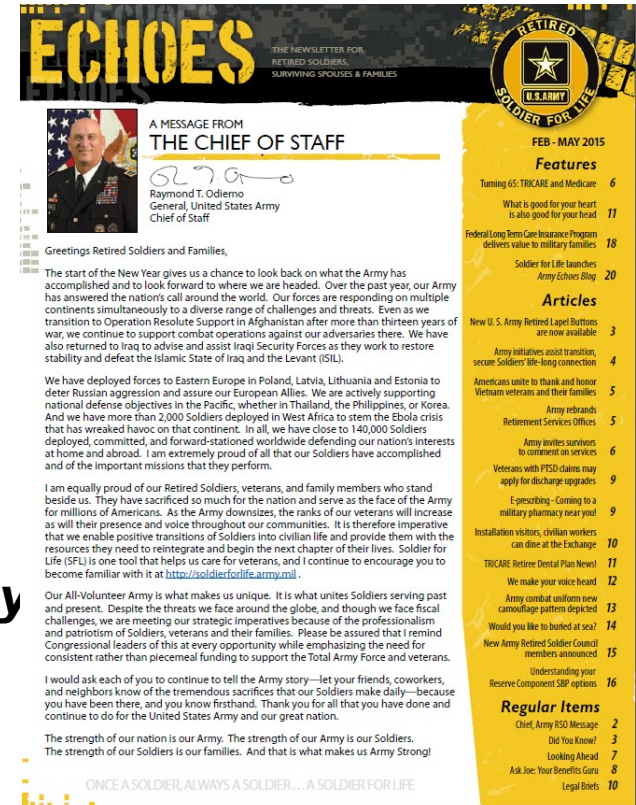 ECHOES
THE NEWSLETTER FOR
RETIRED SOLDIERS,
SURVIVING SPOUSES & FAMILIES
RETIRED
U.S.ARMY
SOLDIER FOR LIFE
A MESSAGE FROM
THE CHIEF OF STAFF
Raymond T. Odierno
General, United States Army
Chief of Staff
Greetings Retired Soldiers and Families,
The start of the New Year gives us a chance to look back on what the Army has
accomplished and to look forward to where we are headed. Over the past year, our Army
has answered the nation's call around the world. Our forces are responding on multiple
continents simultaneously to a diverse range of challenges and threats. Even as we
transition to Operation Resolute Support in Afghanistan after more than thirteen years of
war, we continue to support combat operations against our adversaries there. We have
also returned to Iraq to advise and assist Iraqi Security Forces as they work to restore
stability and defeat the Islamic State of Iraq and the Levant (ISIL).
We have deployed forces to Eastern Europe in Poland, Latvia, Lithuania and Estonia to
deter Russian aggression and assure our European Allies. We are actively supporting
national defense objectives in the Pacific, whether in Thailand, the Philippines, or Korea.
And we have more than 2,000 Soldiers deployed in West Africa to stem the Ebola crisis
that has wreaked havoc on that continent. In all, we have close to 140,000 Soldiers
deployed, committed, and forward-stationed worldwide defending our nation's interests
at home and abroad. I am extremely proud of all that our Soldiers have accomplished
and of the important missions that they perform.
I am equally proud of our Retired Soldiers, veterans, and family members who stand
beside us. They have sacrificed so much for the nation and serve as the face of the Army
for millions of Americans. As the Army downsizes, the ranks of our veterans will increase
as will their presence and voice throughout our communities. It is therefore imperative
that we enable positive transitions of Soldiers into civilian life and provide them with the
resources they need to reintegrate and begin the next chapter of their lives. Soldier for
Life (SFL) is one tool that helps us care for veterans, and I continue to encourage you to
become familiar with it at http://soldierforlife.army.mil .
Our All-Volunteer Army is what makes us unique. It is what unites Soldiers serving past
and present. Despite the threats we face around the globe, and though we face fiscal
challenges, we are meeting our strategic imperatives because of the professionalism
and patriotism of Soldiers, veterans and their families. Please be assured that I remind
Congressional leaders of this at every opportunity while emphasizing the need for
consistent rather than piecemeal funding to support the Total Army Force and veterans.
I would ask each of you to continue to tell the Army story—let your friends, coworkers,
and neighbors know of the tremendous sacrifices that our Soldiers make daily—because
you have been there, and you know firsthand. Thank you for all that you have done and
continue to do for the United States Army and our great nation.
The strength of our nation is our Army. The strength of our Army is our Soldiers.
The strength of our Soldiers is our families. And that is what makes us Army Strong!
ONCE A SOLDIER, ALWAYS A SOLDIER . . . A SOLDIER FOR LIFE
y
FEB - MAY 2015
Features
Turning 65: TRICARE and Medicare 6
What is good for your heart
is also good for your head 11
Federal Long Term Care Insurance Program
delivers value to military families 18
Soldier for Life launches
Army Echoes Blog 20
Articles
New U. S. Army Retired Lapel Buttons
are now available 3
Army initiatives assist transition,
secure Soldiers' life-long connection 4
Americans unite to thank and honor
Vietnam veterans and their families 5
Army rebrands
Retirement Services Offices 5
Army invites survivors
to comment on services 6
Veterans with PTSD claims may
apply for discharge upgrades 9
E-prescribing - Coming to a
military pharmacy near you! 9
Installation visitors, civilian workers
can dine at the Exchange 10
TRICARE Retiree Dental Plan News! 11
We make your voice heard 12
Army combat uniform new
camouflage pattern depicted 13
Would you like to buried at sea? 14
New Army Retired Soldier Council
members announced 15
Understanding your
Reserve Component SBP options 16
Regular Items
Chief, Army RSO Message 2
Did You Know? 3
Looking Ahead 7
Ask Joe: Your Benefits Guru 8
Legal Briefs 10